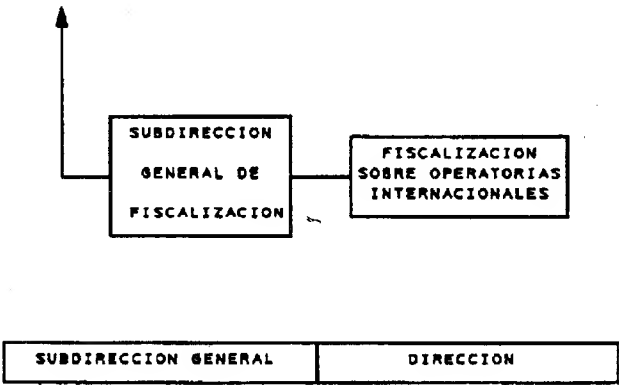 SUBDIRECCION
GENERAL DE
FISCALIZACION
FISCALIZACION
SOBRE OPERATORIAS
INTERNACIONALES
SUBDIRECCION GENERAL
DIRECCION